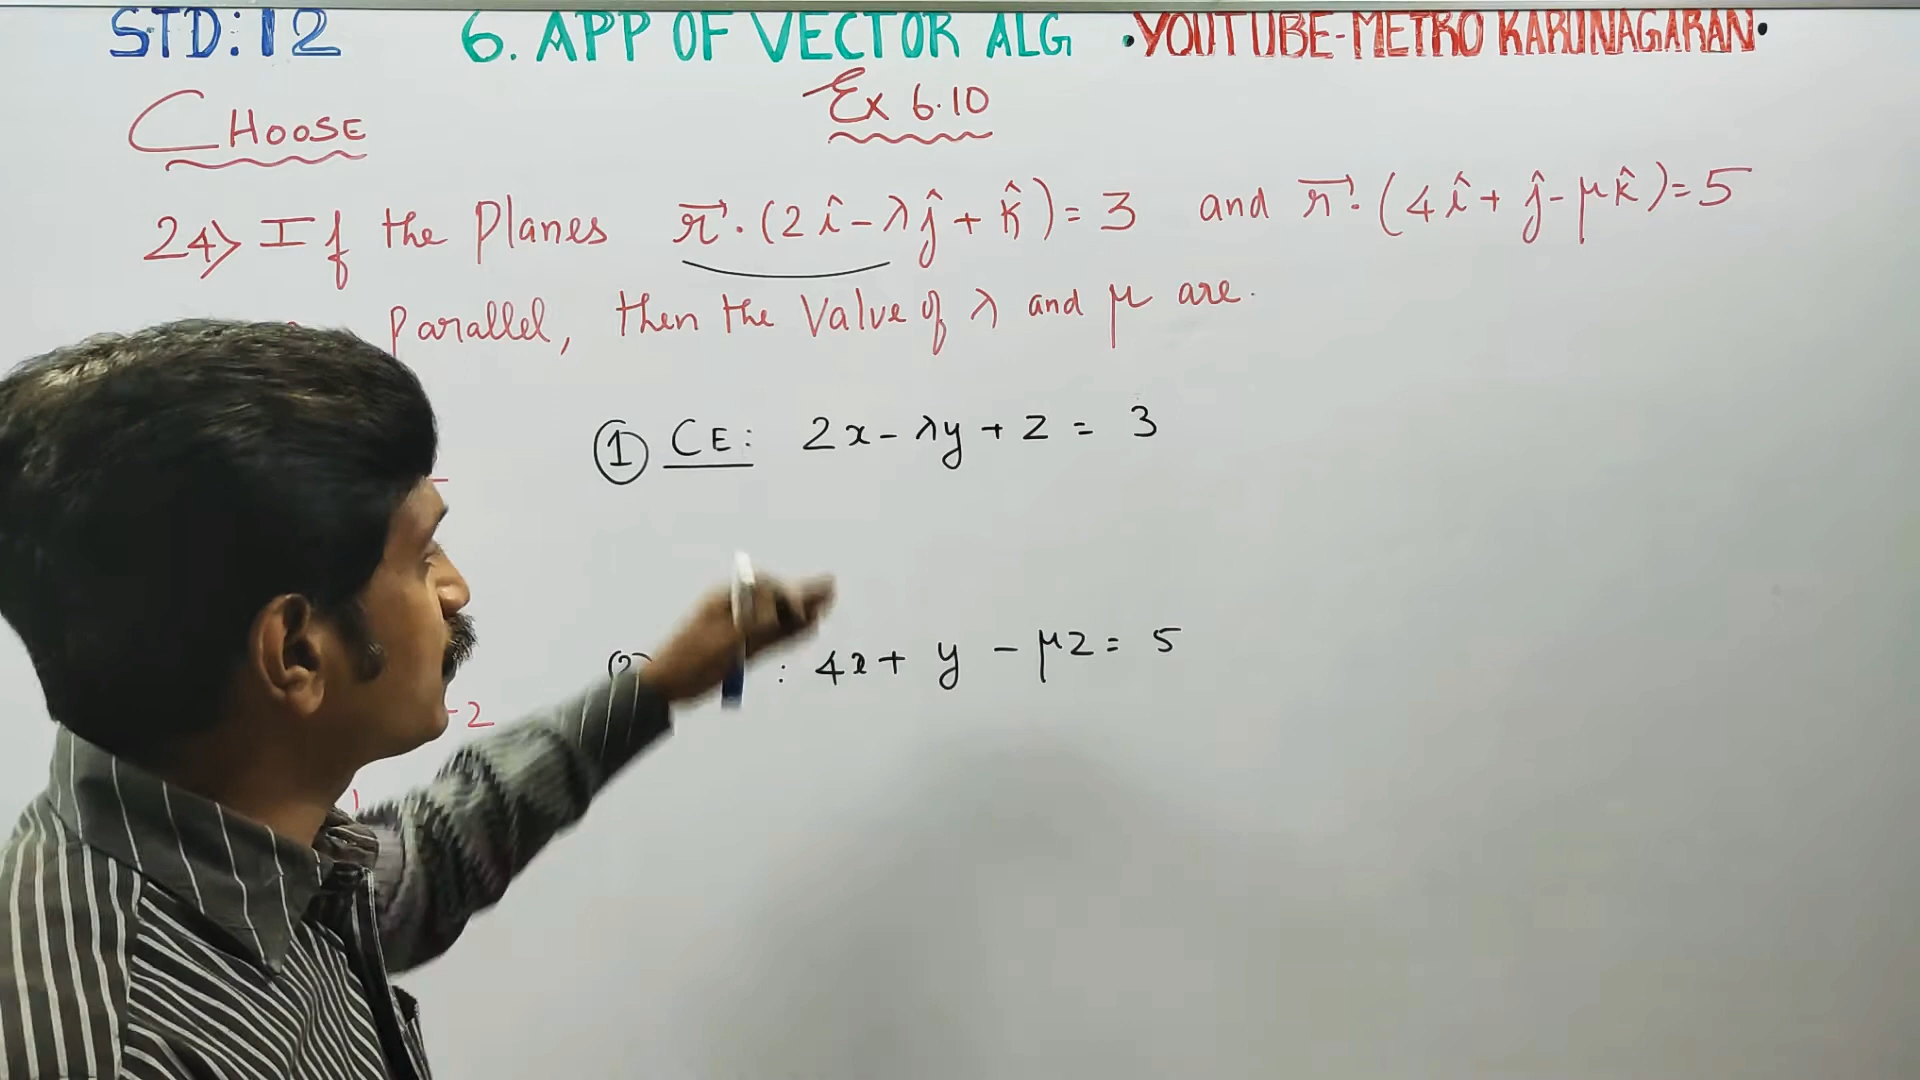 STD:12 6. APP OF VECTOR ALG •YOUTUBE-METRO KARUNAGARAN•
CHOOSE Ex 6.10
24) If the Planes r⃗·(2î-λĵ+k̂)=3 and r⃗·(4î+ĵ-μk̂)=5
Parallel, then the Value of λ and μ are.
① CE: 2x-λy+z = 3
: 4x+ y - μz = 5
-2
1